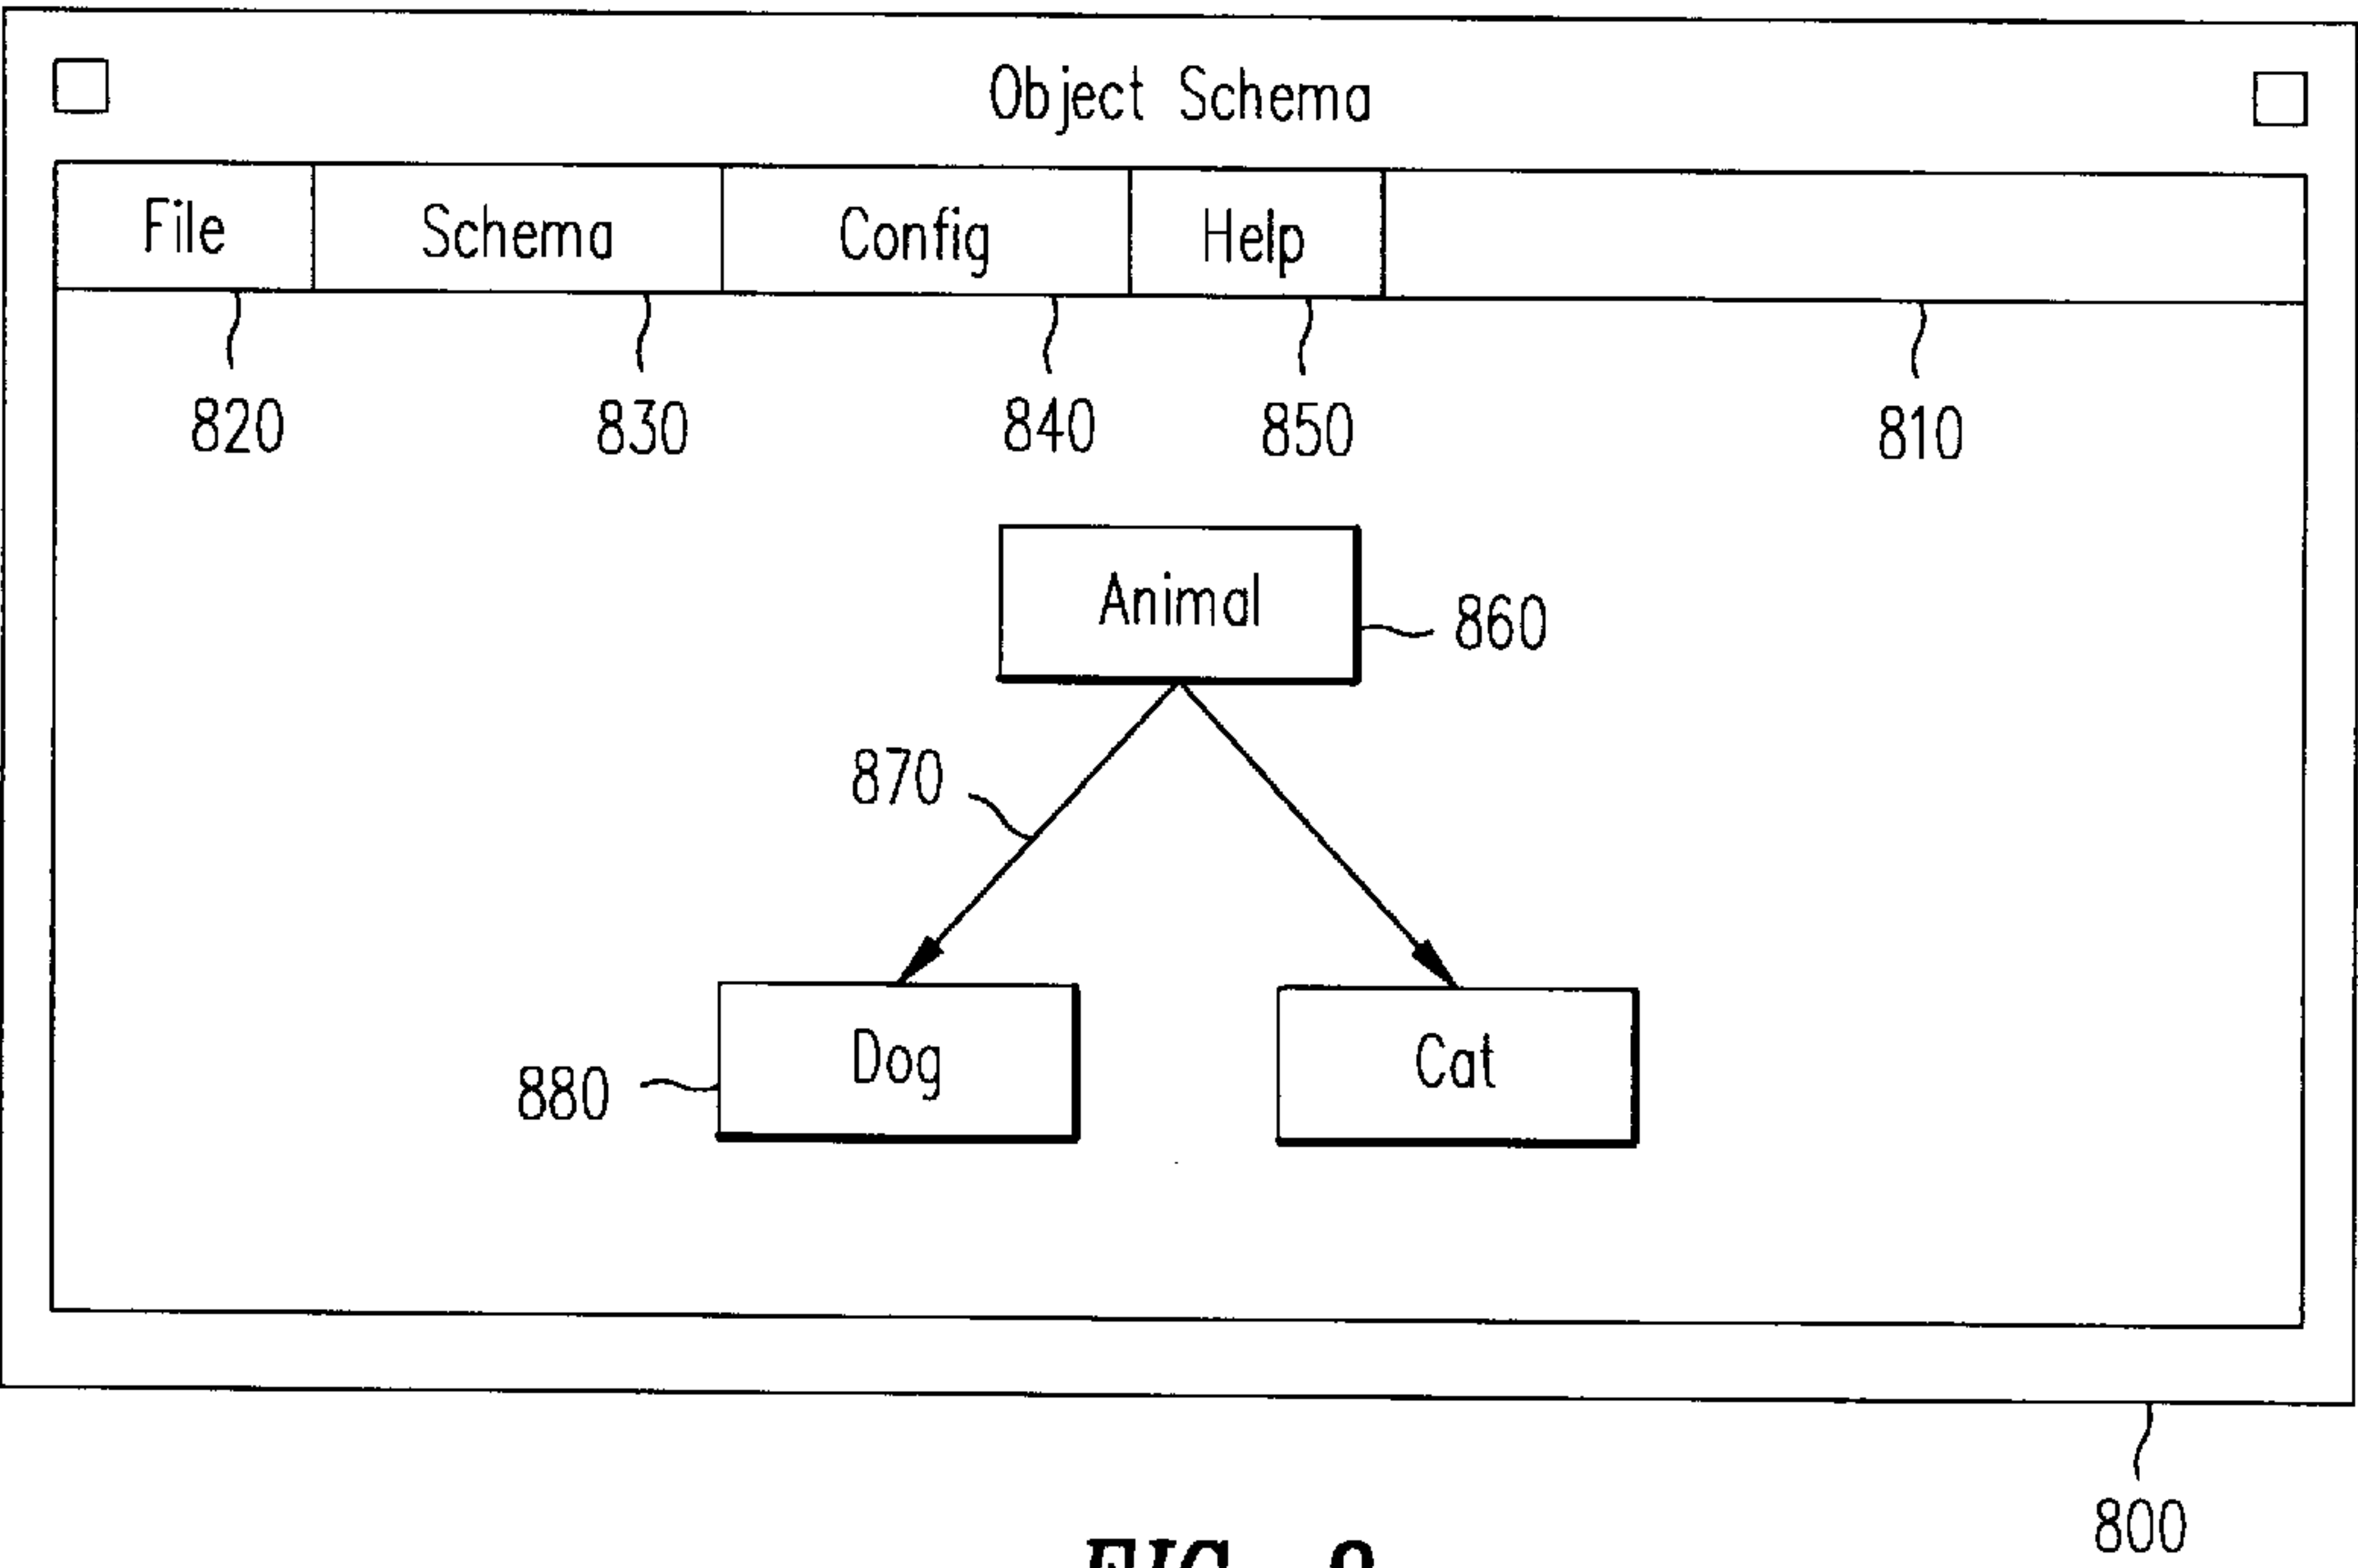 Object Schema
File Schema Config Help
820 830 840 850 810
Animal
860
870
Dog
Cat
880
800